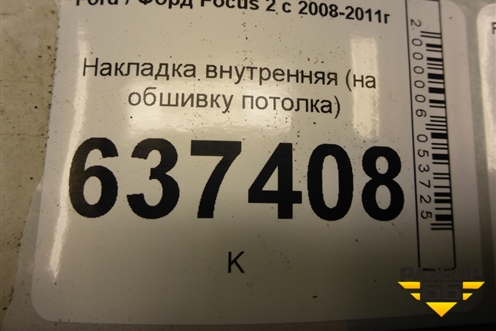 Ford / Форд Focus 2 с 2008-2011г
Накладка внутренняя (на
обшивку потолка)
637408
К
2000006053725